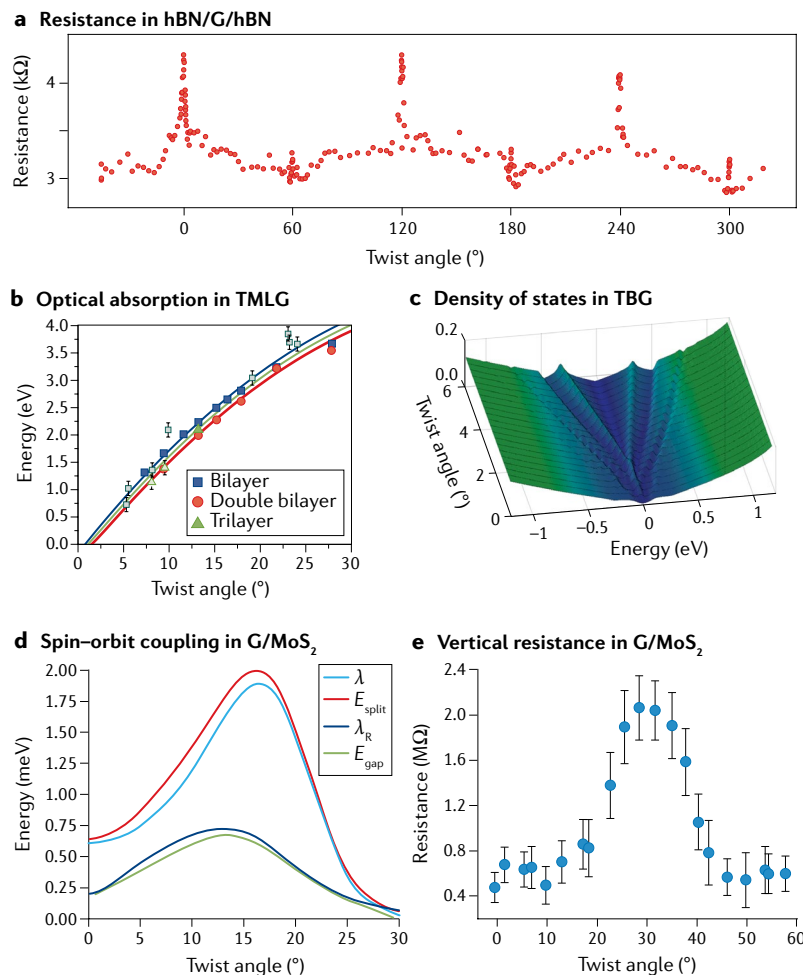 a Resistance in hBN/G/hBN
Resistance (kΩ)
4
3
0 60 120 180 240 300
Twist angle (°)
b Optical absorption in TMLG
Energy (eV)
4.0
3.5
3.0
2.5
2.0
1.5
1.0
0.5
0.0
0 5 10 15 20 25 30
Twist angle (°)
Bilayer
Double bilayer
Trilayer
c Density of states in TBG
0.2
0.0
6
4
2
0
Twist angle (°)
−1 −0.5 0 0.5 1
Energy (eV)
d Spin–orbit coupling in G/MoS₂
Energy (meV)
2.00
1.75
1.50
1.25
1.00
0.75
0.50
0.25
0.00
0 5 10 15 20 25 30
Twist angle (°)
λ
E_split
λ_R
E_gap
e Vertical resistance in G/MoS₂
Resistance (MΩ)
2.4
2.0
1.6
1.2
0.8
0.4
0 10 20 30 40 50 60
Twist angle (°)